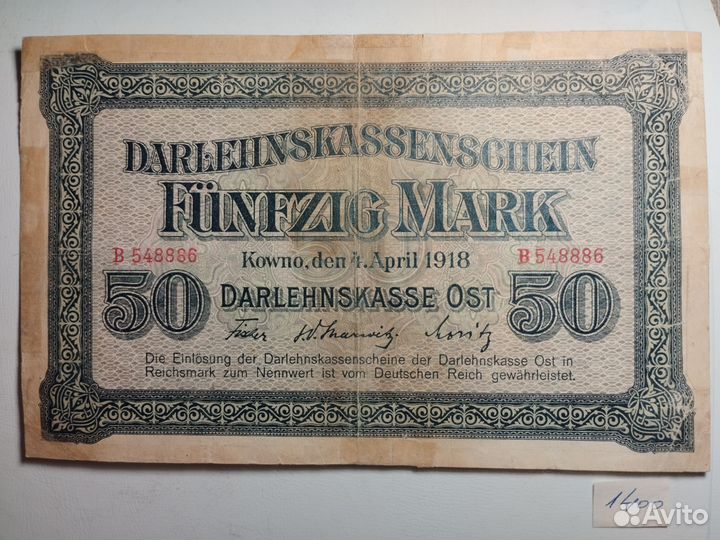 DARLEHNSKASSENSCHEIN
FÜNFZIG MARK
B 548886 B 548886
Kowno, den 4. April 1918
50 DARLEHNSKASSE OST 50
Die Einlösung der Darlehnskassenscheine der Darlehnskasse Ost in
Reichsmark zum Nennwert ist vom Deutschen Reich gewährleistet.
Avito